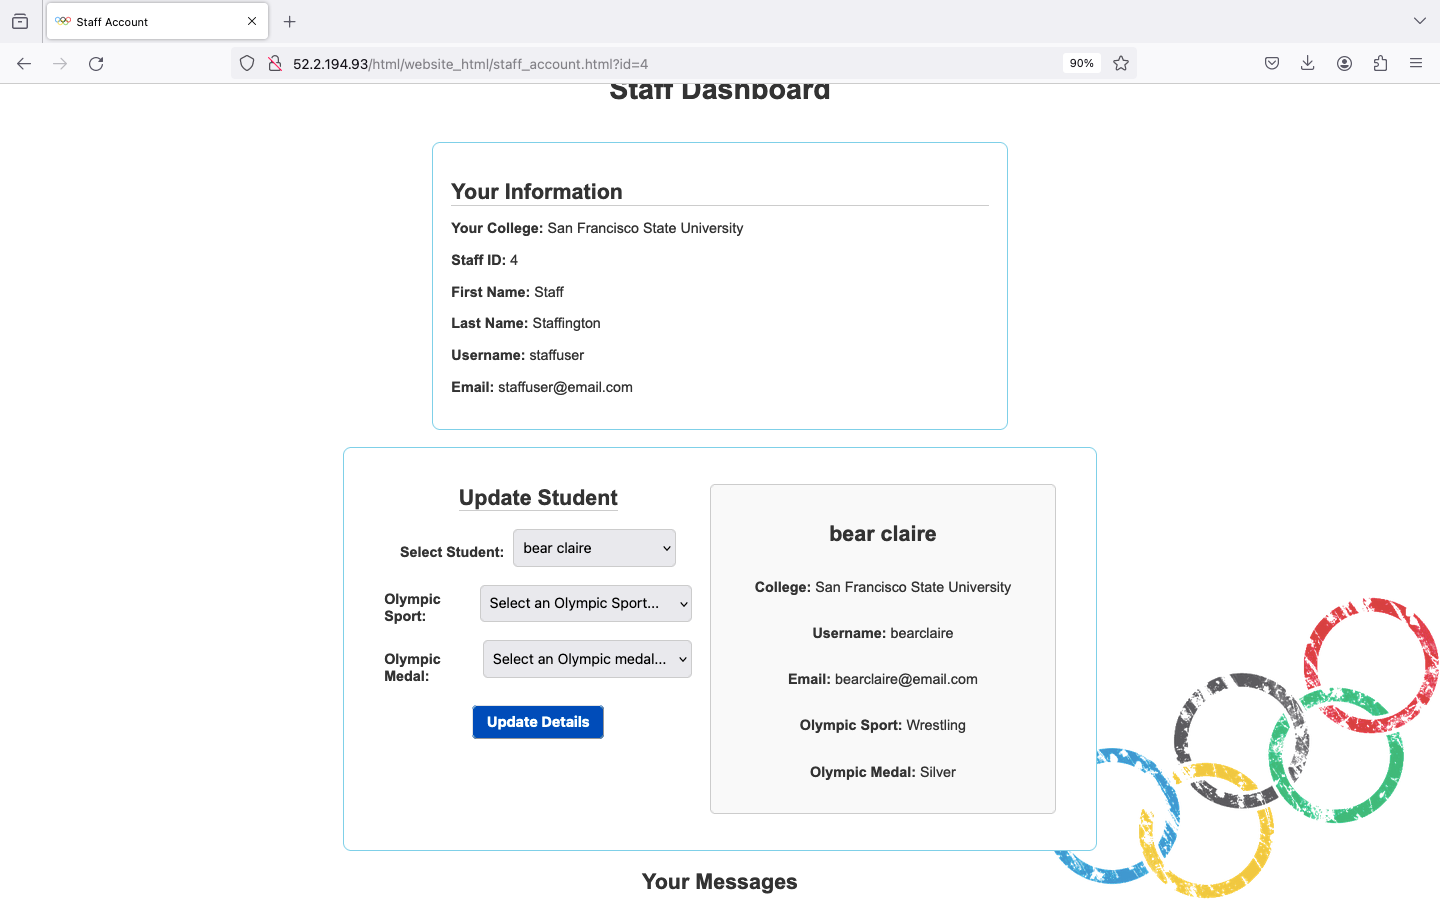 Staff Account
52.2.194.93/html/website_html/staff_account.html?id=4
90%
Staff Dashboard
Your Information
Your College: San Francisco State University
Staff ID: 4
First Name: Staff
Last Name: Staffington
Username: staffuser
Email: staffuser@email.com
Update Student
Select Student: bear claire
Olympic
Sport:
Select an Olympic Sport...
Olympic
Medal:
Select an Olympic medal...
Update Details
bear claire
College: San Francisco State University
Username: bearclaire
Email: bearclaire@email.com
Olympic Sport: Wrestling
Olympic Medal: Silver
Your Messages